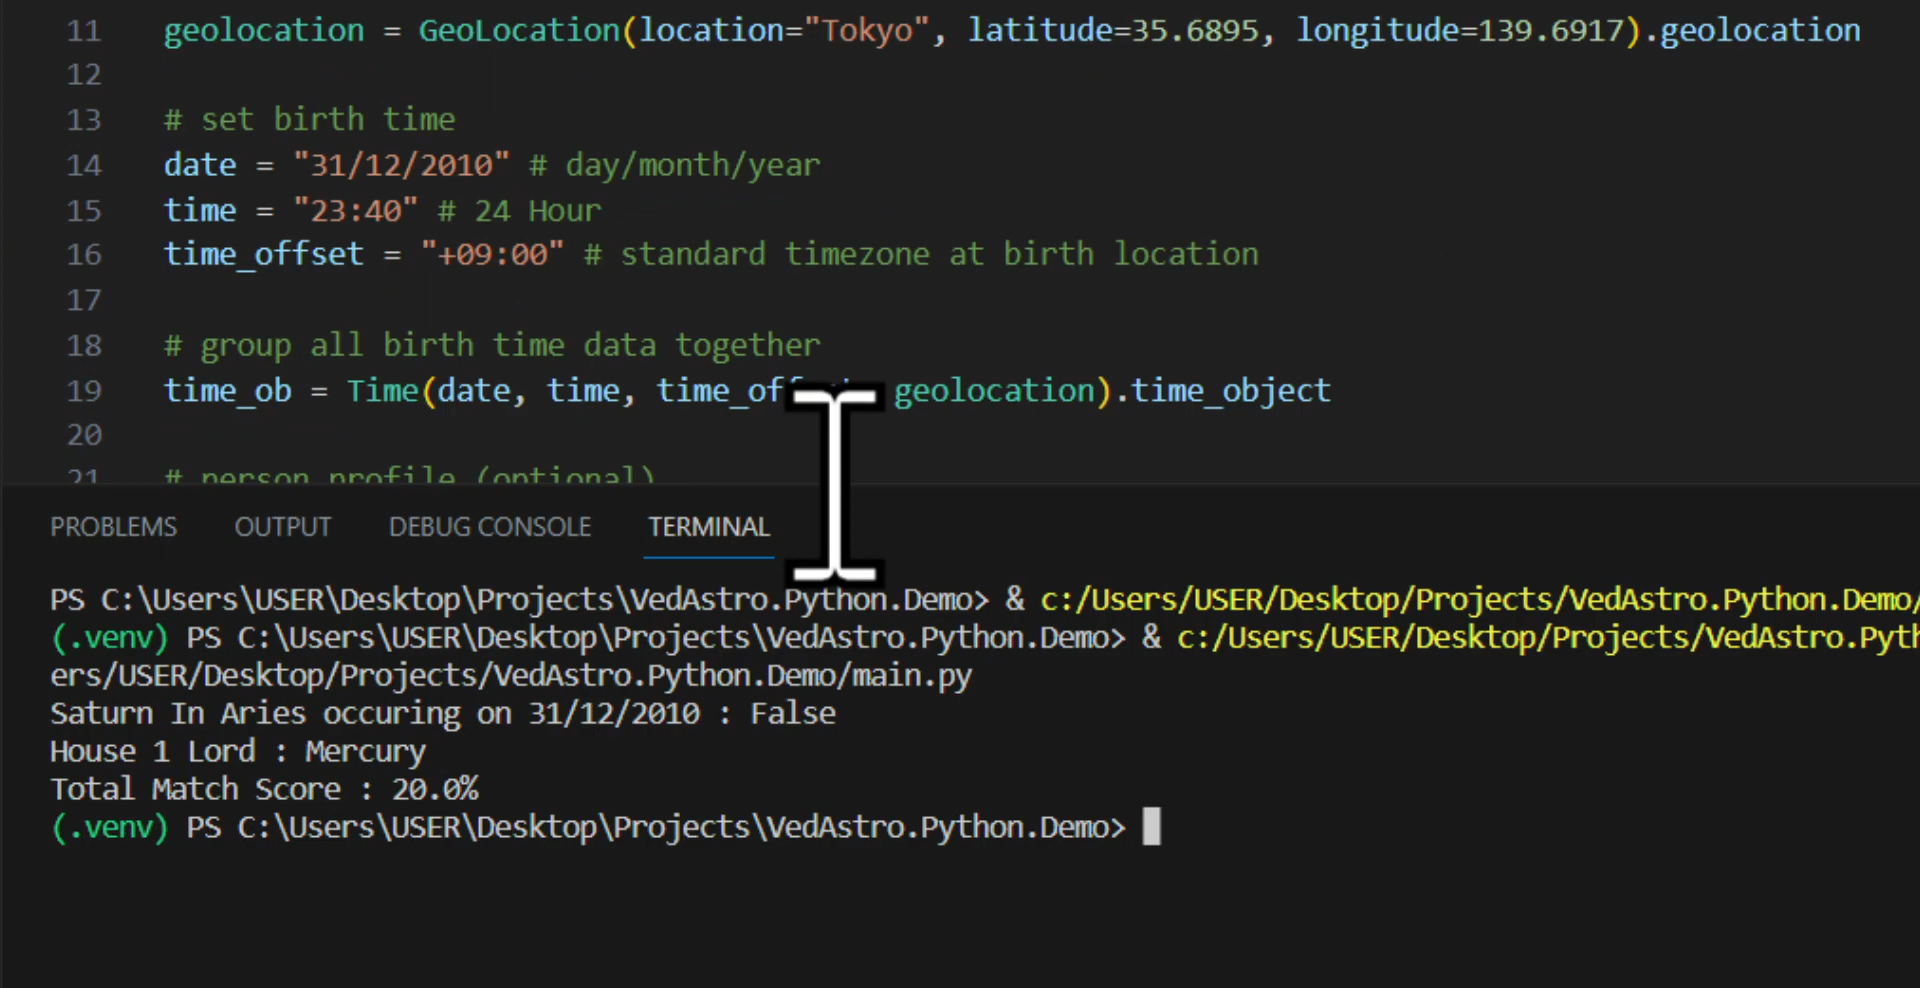 11 geolocation = GeoLocation(location="Tokyo", latitude=35.6895, longitude=139.6917).geolocation
12
13 # set birth time
14 date = "31/12/2010" # day/month/year
15 time = "23:40" # 24 Hour
16 time_offset = "+09:00" # standard timezone at birth location
17
18 # group all birth time data together
19 time_ob = Time(date, time, time_offset, geolocation).time_object
20
21 # person profile (optional)
PROBLEMS OUTPUT DEBUG CONSOLE TERMINAL
PS C:\Users\USER\Desktop\Projects\VedAstro.Python.Demo> & c:/Users/USER/Desktop/Projects/VedAstro.Python.Demo/
(.venv) PS C:\Users\USER\Desktop\Projects\VedAstro.Python.Demo> & c:/Users/USER/Desktop/Projects/VedAstro.Pyth
ers/USER/Desktop/Projects/VedAstro.Python.Demo/main.py
Saturn In Aries occuring on 31/12/2010 : False
House 1 Lord : Mercury
Total Match Score : 20.0%
(.venv) PS C:\Users\USER\Desktop\Projects\VedAstro.Python.Demo>